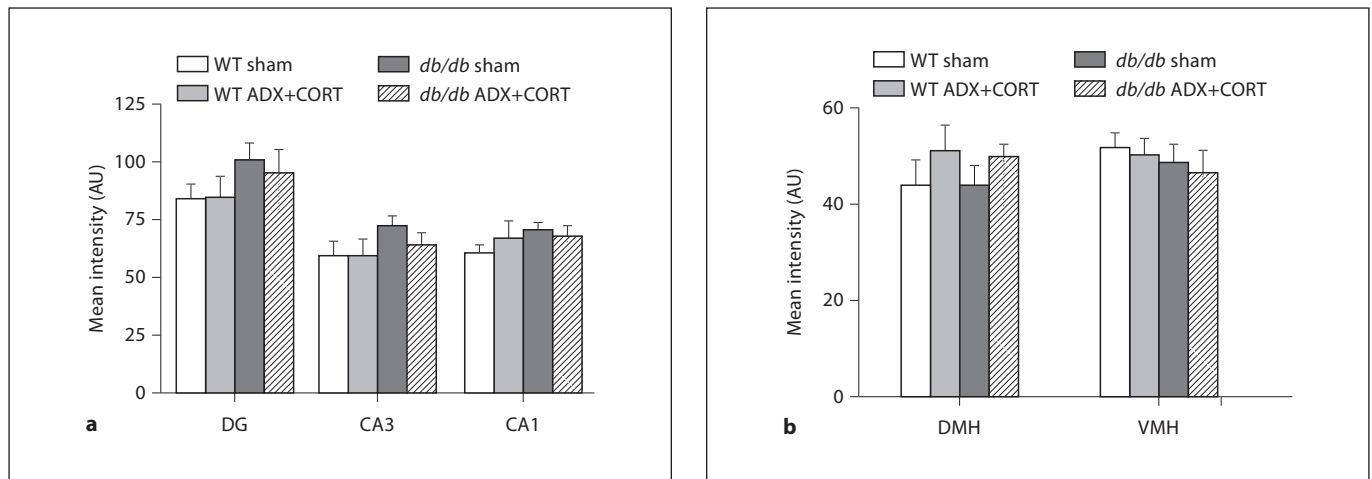 WT sham
db/db sham
WT ADX+CORT
db/db ADX+CORT
125
100
75
50
25
0
Mean intensity (AU)
DG
CA3
CA1
a
WT sham
db/db sham
WT ADX+CORT
db/db ADX+CORT
60
40
20
0
Mean intensity (AU)
DMH
VMH
b